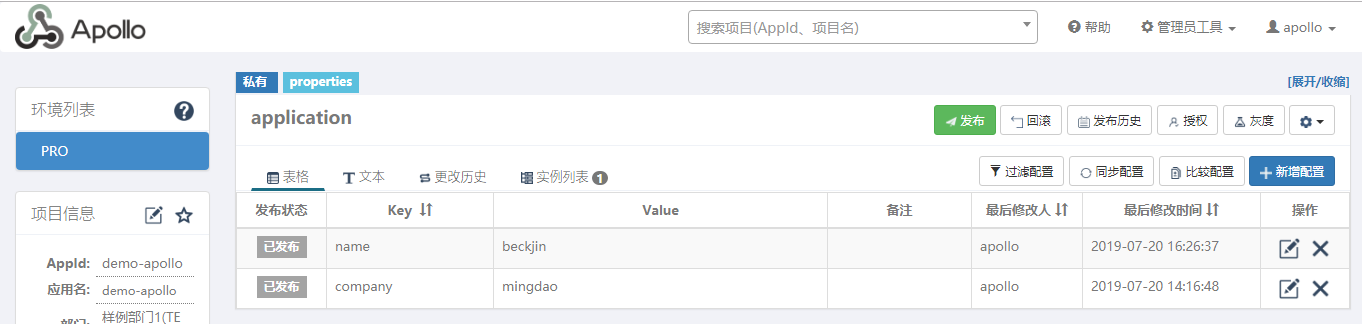 Apollo
搜索项目(AppId、项目名)
帮助
管理员工具
apollo
环境列表
PRO
项目信息
AppId: demo-apollo
应用名: demo-apollo
部门: 样例部门1(TE
私有 properties
[展开/收缩]
application
发布 回滚 发布历史 授权 灰度
表格 文本 更改历史 实例列表 1
过滤配置 同步配置 比较配置 新增配置
发布状态 Key Value 备注 最后修改人 最后修改时间 操作
已发布 name beckjin apollo 2019-07-20 16:26:37
已发布 company mingdao apollo 2019-07-20 14:16:48